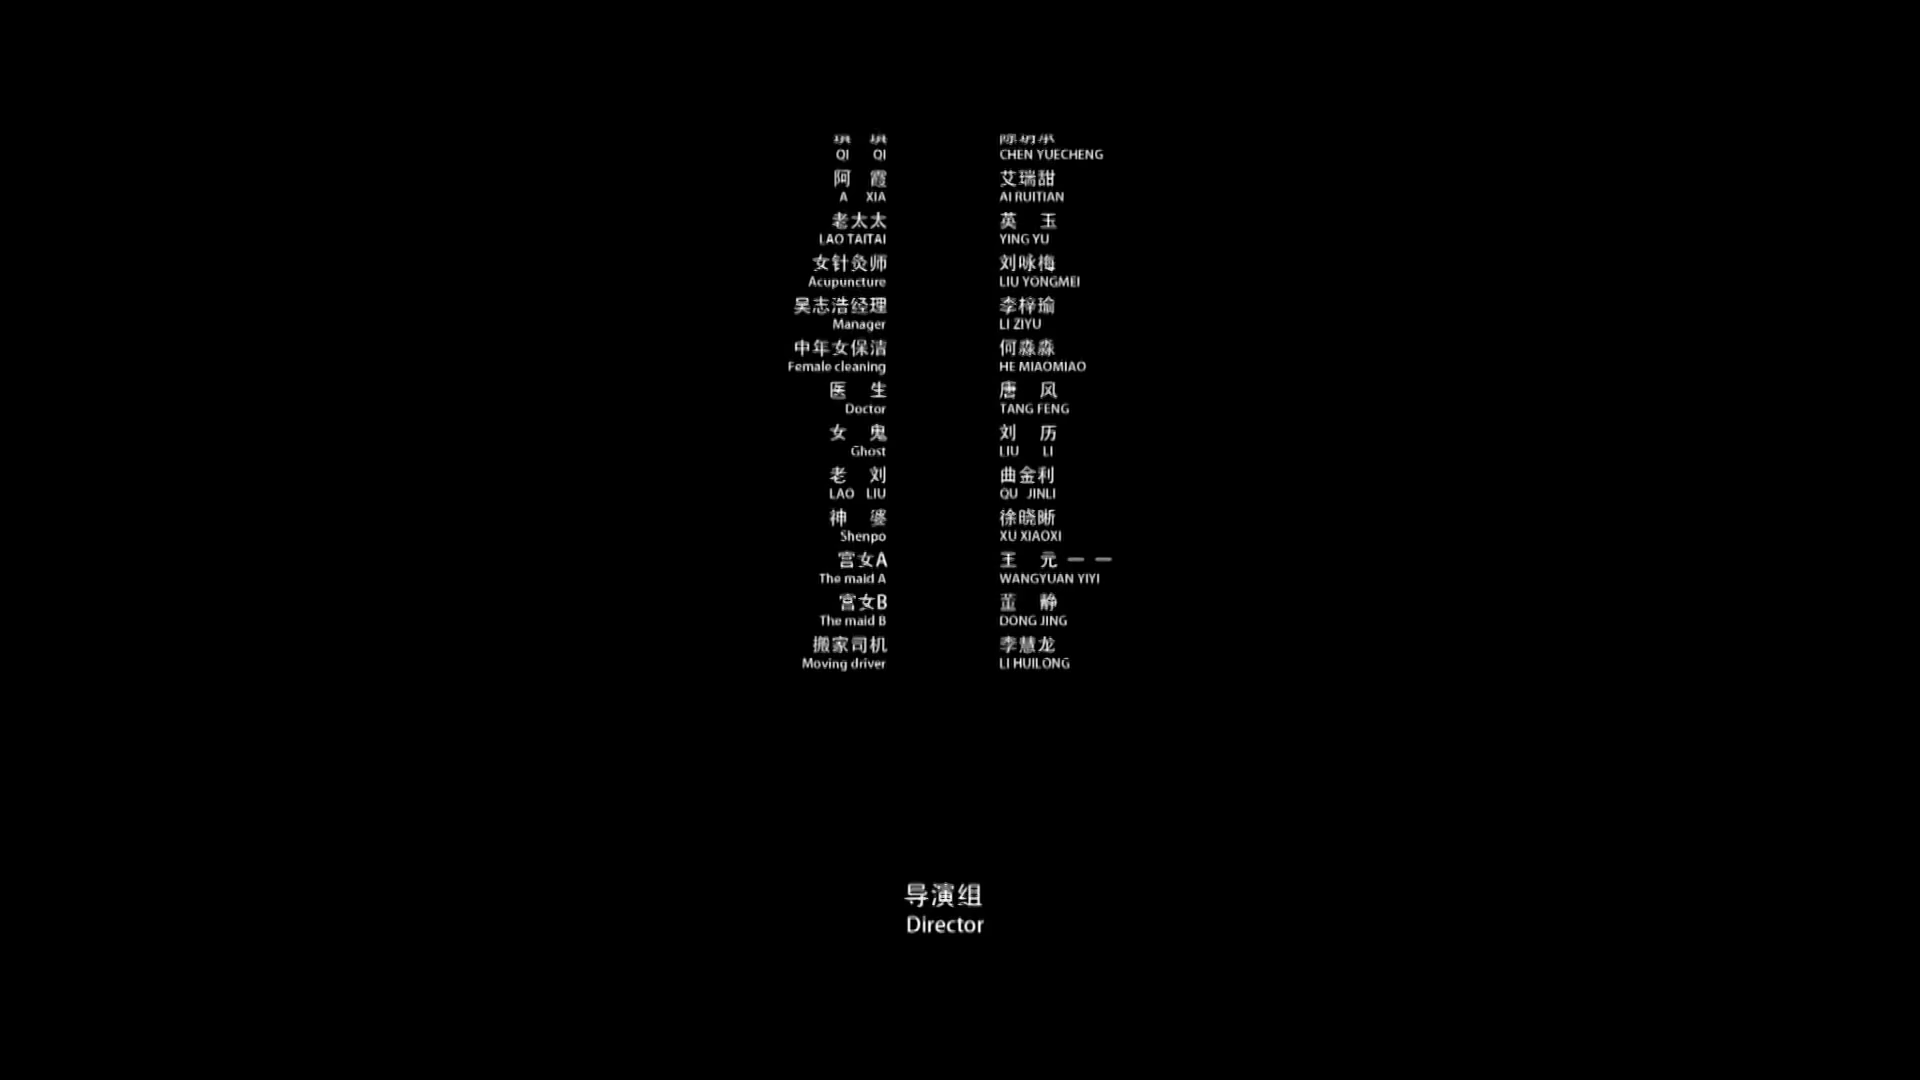 QI QI CHEN YUECHENG
阿 霞 艾瑞甜
A XIA AI RUITIAN
老太太 英 玉
LAO TAITAI YING YU
女针灸师 刘咏梅
Acupuncture LIU YONGMEI
吴志浩经理 李梓瑜
Manager LI ZIYU
中年女保洁 何淼淼
Female cleaning HE MIAOMIAO
医 生 唐 风
Doctor TANG FENG
女 鬼 刘 历
Ghost LIU LI
老 刘 曲金利
LAO LIU QU JINLI
神 婆 徐晓晰
Shenpo XU XIAOXI
宫女A 王 元 一 一
The maid A WANGYUAN YIYI
宫女B 董 静
The maid B DONG JING
搬家司机 李慧龙
Moving driver LI HUILONG
导演组
Director